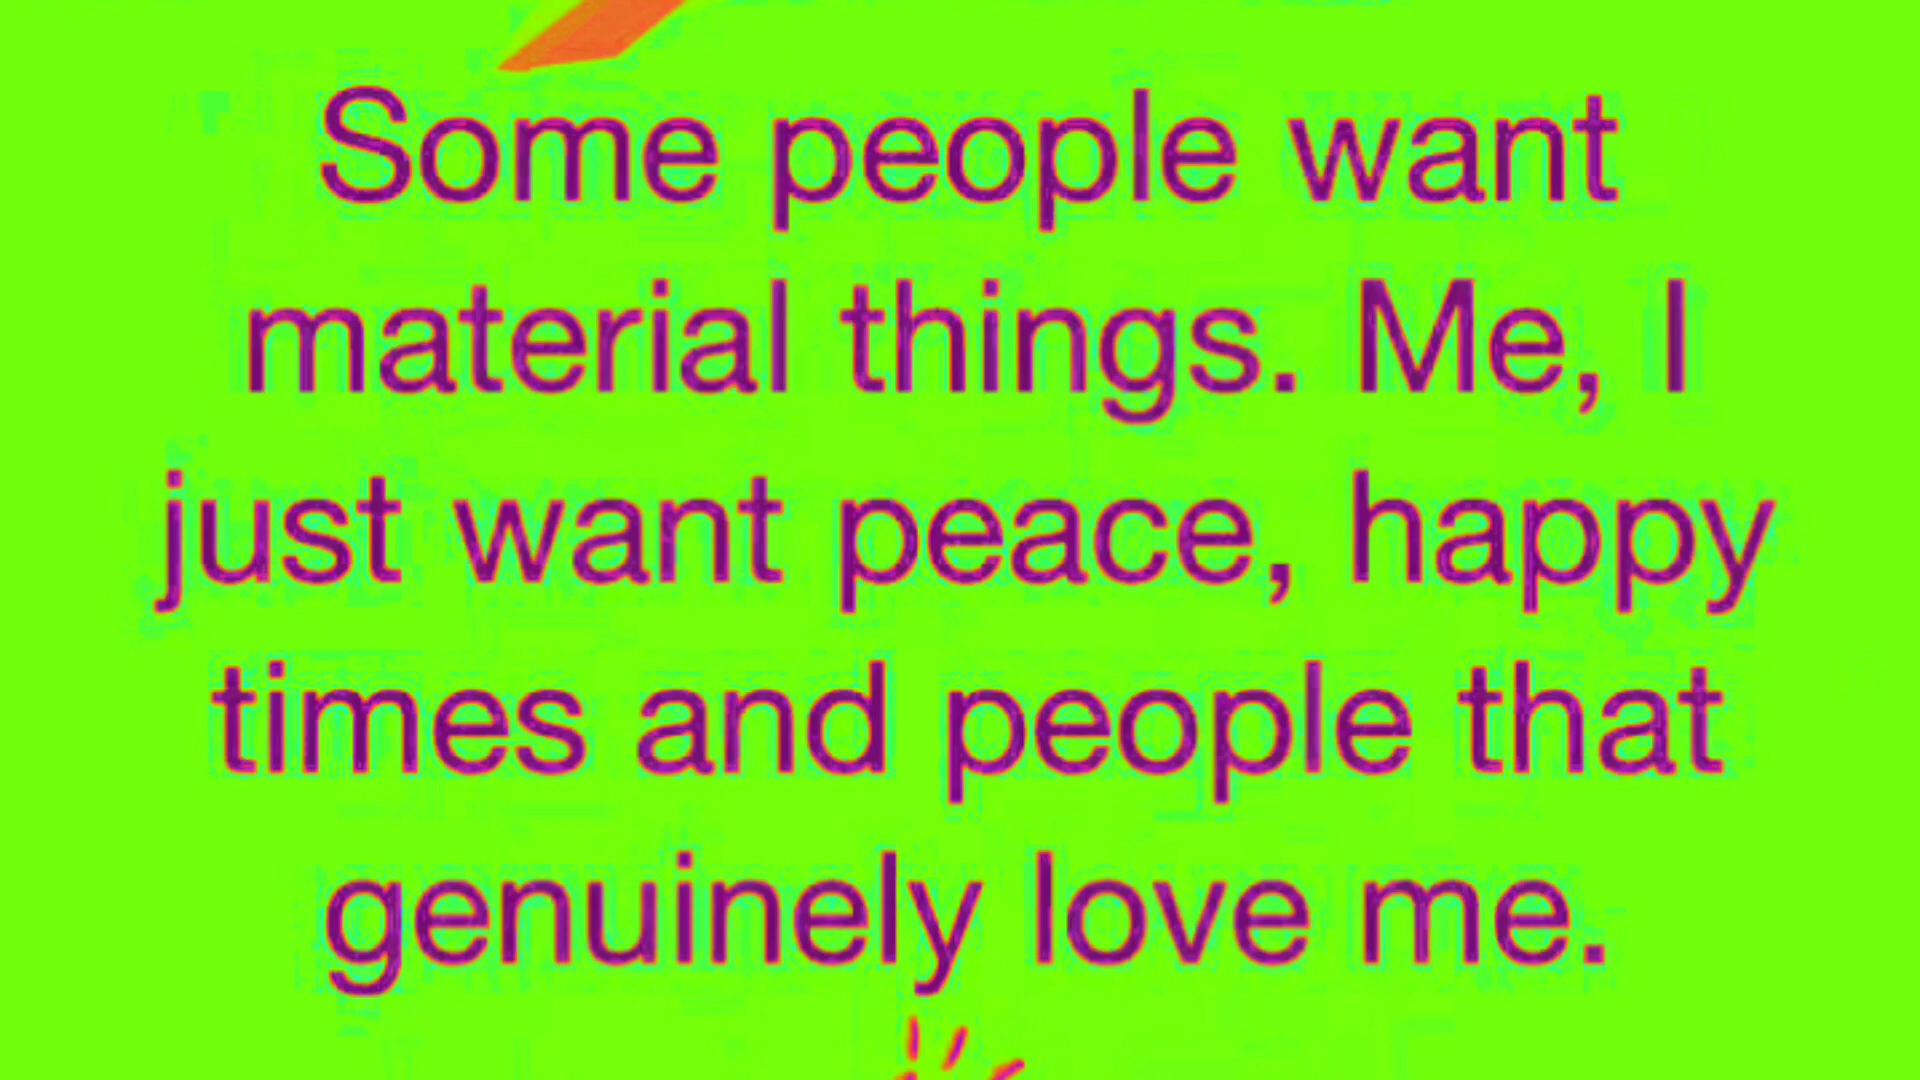 Some people want
material things. Me, I
just want peace, happy
times and people that
genuinely love me.